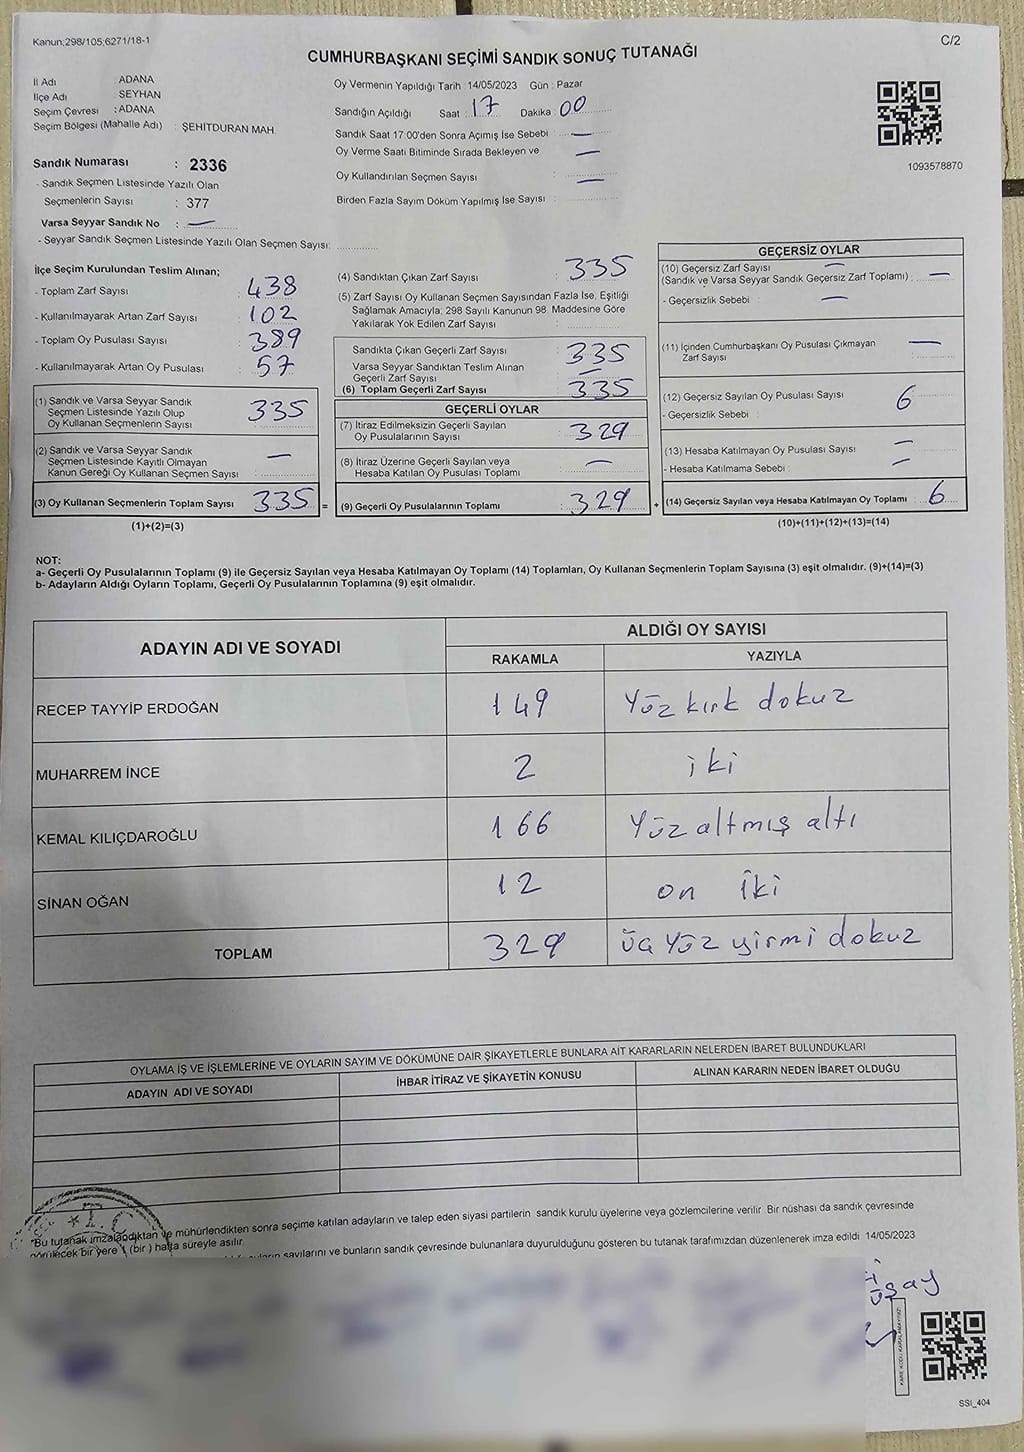 Kanun;298/105;6271/18-1
C/2
CUMHURBAŞKANI SEÇİMİ SANDIK SONUÇ TUTANAĞI
İl Adı : ADANA
İlçe Adı : SEYHAN
Seçim Çevresi : ADANA
Seçim Bölgesi (Mahalle Adı) : ŞEHİTDURAN MAH.
Sandık Numarası : 2336
- Sandık Seçmen Listesinde Yazılı Olan
Seçmenlerin Sayısı : 377
Varsa Seyyar Sandık No : —
- Seyyar Sandık Seçmen Listesinde Yazılı Olan Seçmen Sayısı:
Oy Vermenin Yapıldığı Tarih : 14/05/2023 Gün : Pazar
Sandığın Açıldığı Saat : 17 Dakika : 00
Sandık Saat 17:00'den Sonra Açımış İse Sebebi : —
Oy Verme Saati Bitiminde Sırada Bekleyen ve —
Oy Kullandırılan Seçmen Sayısı : —
Birden Fazla Sayım Döküm Yapılmış İse Sayısı :
1093578870
İlçe Seçim Kurulundan Teslim Alınan;
- Toplam Zarf Sayısı : 438
- Kullanılmayarak Artan Zarf Sayısı : 102
- Toplam Oy Pusulası Sayısı : 389
- Kullanılmayarak Artan Oy Pusulası : 57
(1) Sandık ve Varsa Seyyar Sandık
Seçmen Listesinde Yazılı Olup
Oy Kullanan Seçmenlerin Sayısı : 335
(2) Sandık ve Varsa Seyyar Sandık
Seçmen Listesinde Kayıtlı Olmayan
Kanun Gereği Oy Kullanan Seçmen Sayısı : —
(3) Oy Kullanan Seçmenlerin Toplam Sayısı : 335
(1)+(2)=(3)
(4) Sandıktan Çıkan Zarf Sayısı : 335
(5) Zarf Sayısı Oy Kullanan Seçmen Sayısından Fazla İse, Eşitliği
Sağlamak Amacıyla; 298 Sayılı Kanunun 98. Maddesine Göre
Yakılarak Yok Edilen Zarf Sayısı :
Sandıkta Çıkan Geçerli Zarf Sayısı : 335
Varsa Seyyar Sandıktan Teslim Alınan
Geçerli Zarf Sayısı : —
(6) Toplam Geçerli Zarf Sayısı : 335
GEÇERLİ OYLAR
(7) İtiraz Edilmeksizin Geçerli Sayılan
Oy Pusulalarının Sayısı : 329
(8) İtiraz Üzerine Geçerli Sayılan veya
Hesaba Katılan Oy Pusulası Toplamı : —
= (9) Geçerli Oy Pusulalarının Toplamı : 329 +
GEÇERSİZ OYLAR
(10) Geçersiz Zarf Sayısı —
(Sandık ve Varsa Seyyar Sandık Geçersiz Zarf Toplamı) : —
- Geçersizlik Sebebi : —
(11) İçinden Cumhurbaşkanı Oy Pusulası Çıkmayan
Zarf Sayısı : —
(12) Geçersiz Sayılan Oy Pusulası Sayısı : 6
- Geçersizlik Sebebi :
(13) Hesaba Katılmayan Oy Pusulası Sayısı : —
- Hesaba Katılmama Sebebi : —
(14) Geçersiz Sayılan veya Hesaba Katılmayan Oy Toplamı : 6
(10)+(11)+(12)+(13)=(14)
NOT:
a- Geçerli Oy Pusulalarının Toplamı (9) ile Geçersiz Sayılan veya Hesaba Katılmayan Oy Toplamı (14) Toplamları, Oy Kullanan Seçmenlerin Toplam Sayısına (3) eşit olmalıdır. (9)+(14)=(3)
b- Adayların Aldığı Oyların Toplamı, Geçerli Oy Pusulalarının Toplamına (9) eşit olmalıdır.
ADAYIN ADI VE SOYADI
ALDIĞI OY SAYISI
RAKAMLA YAZIYLA
RECEP TAYYİP ERDOĞAN 149 Yüz kırk dokuz
MUHARREM İNCE 2 iki
KEMAL KILIÇDAROĞLU 166 Yüz altmış altı
SİNAN OĞAN 12 on iki
TOPLAM 329 üç yüz yirmi dokuz
OYLAMA İŞ VE İŞLEMLERİNE VE OYLARIN SAYIM VE DÖKÜMÜNE DAİR ŞİKAYETLERLE BUNLARA AİT KARARLARIN NELERDEN İBARET BULUNDUKLARI
ADAYIN ADI VE SOYADI İHBAR İTİRAZ VE ŞİKAYETİN KONUSU ALINAN KARARIN NEDEN İBARET OLDUĞU
T.C.
*Bu tutanak imzalandıktan ve mühürlendikten sonra seçime katılan adayların ve talep eden siyasi partilerin sandık kurulu üyelerine veya gözlemcilerine verilir. Bir nüshası da sandık çevresinde
görülecek bir yere 1 (bir) hafta süreyle asılır.
sayılarını ve bunların sandık çevresinde bulunanlara duyurulduğunu gösteren bu tutanak tarafımızdan düzenlenerek imza edildi. 14/05/2023
KARE KODU KARALAMAYINIZ!
SSI_404